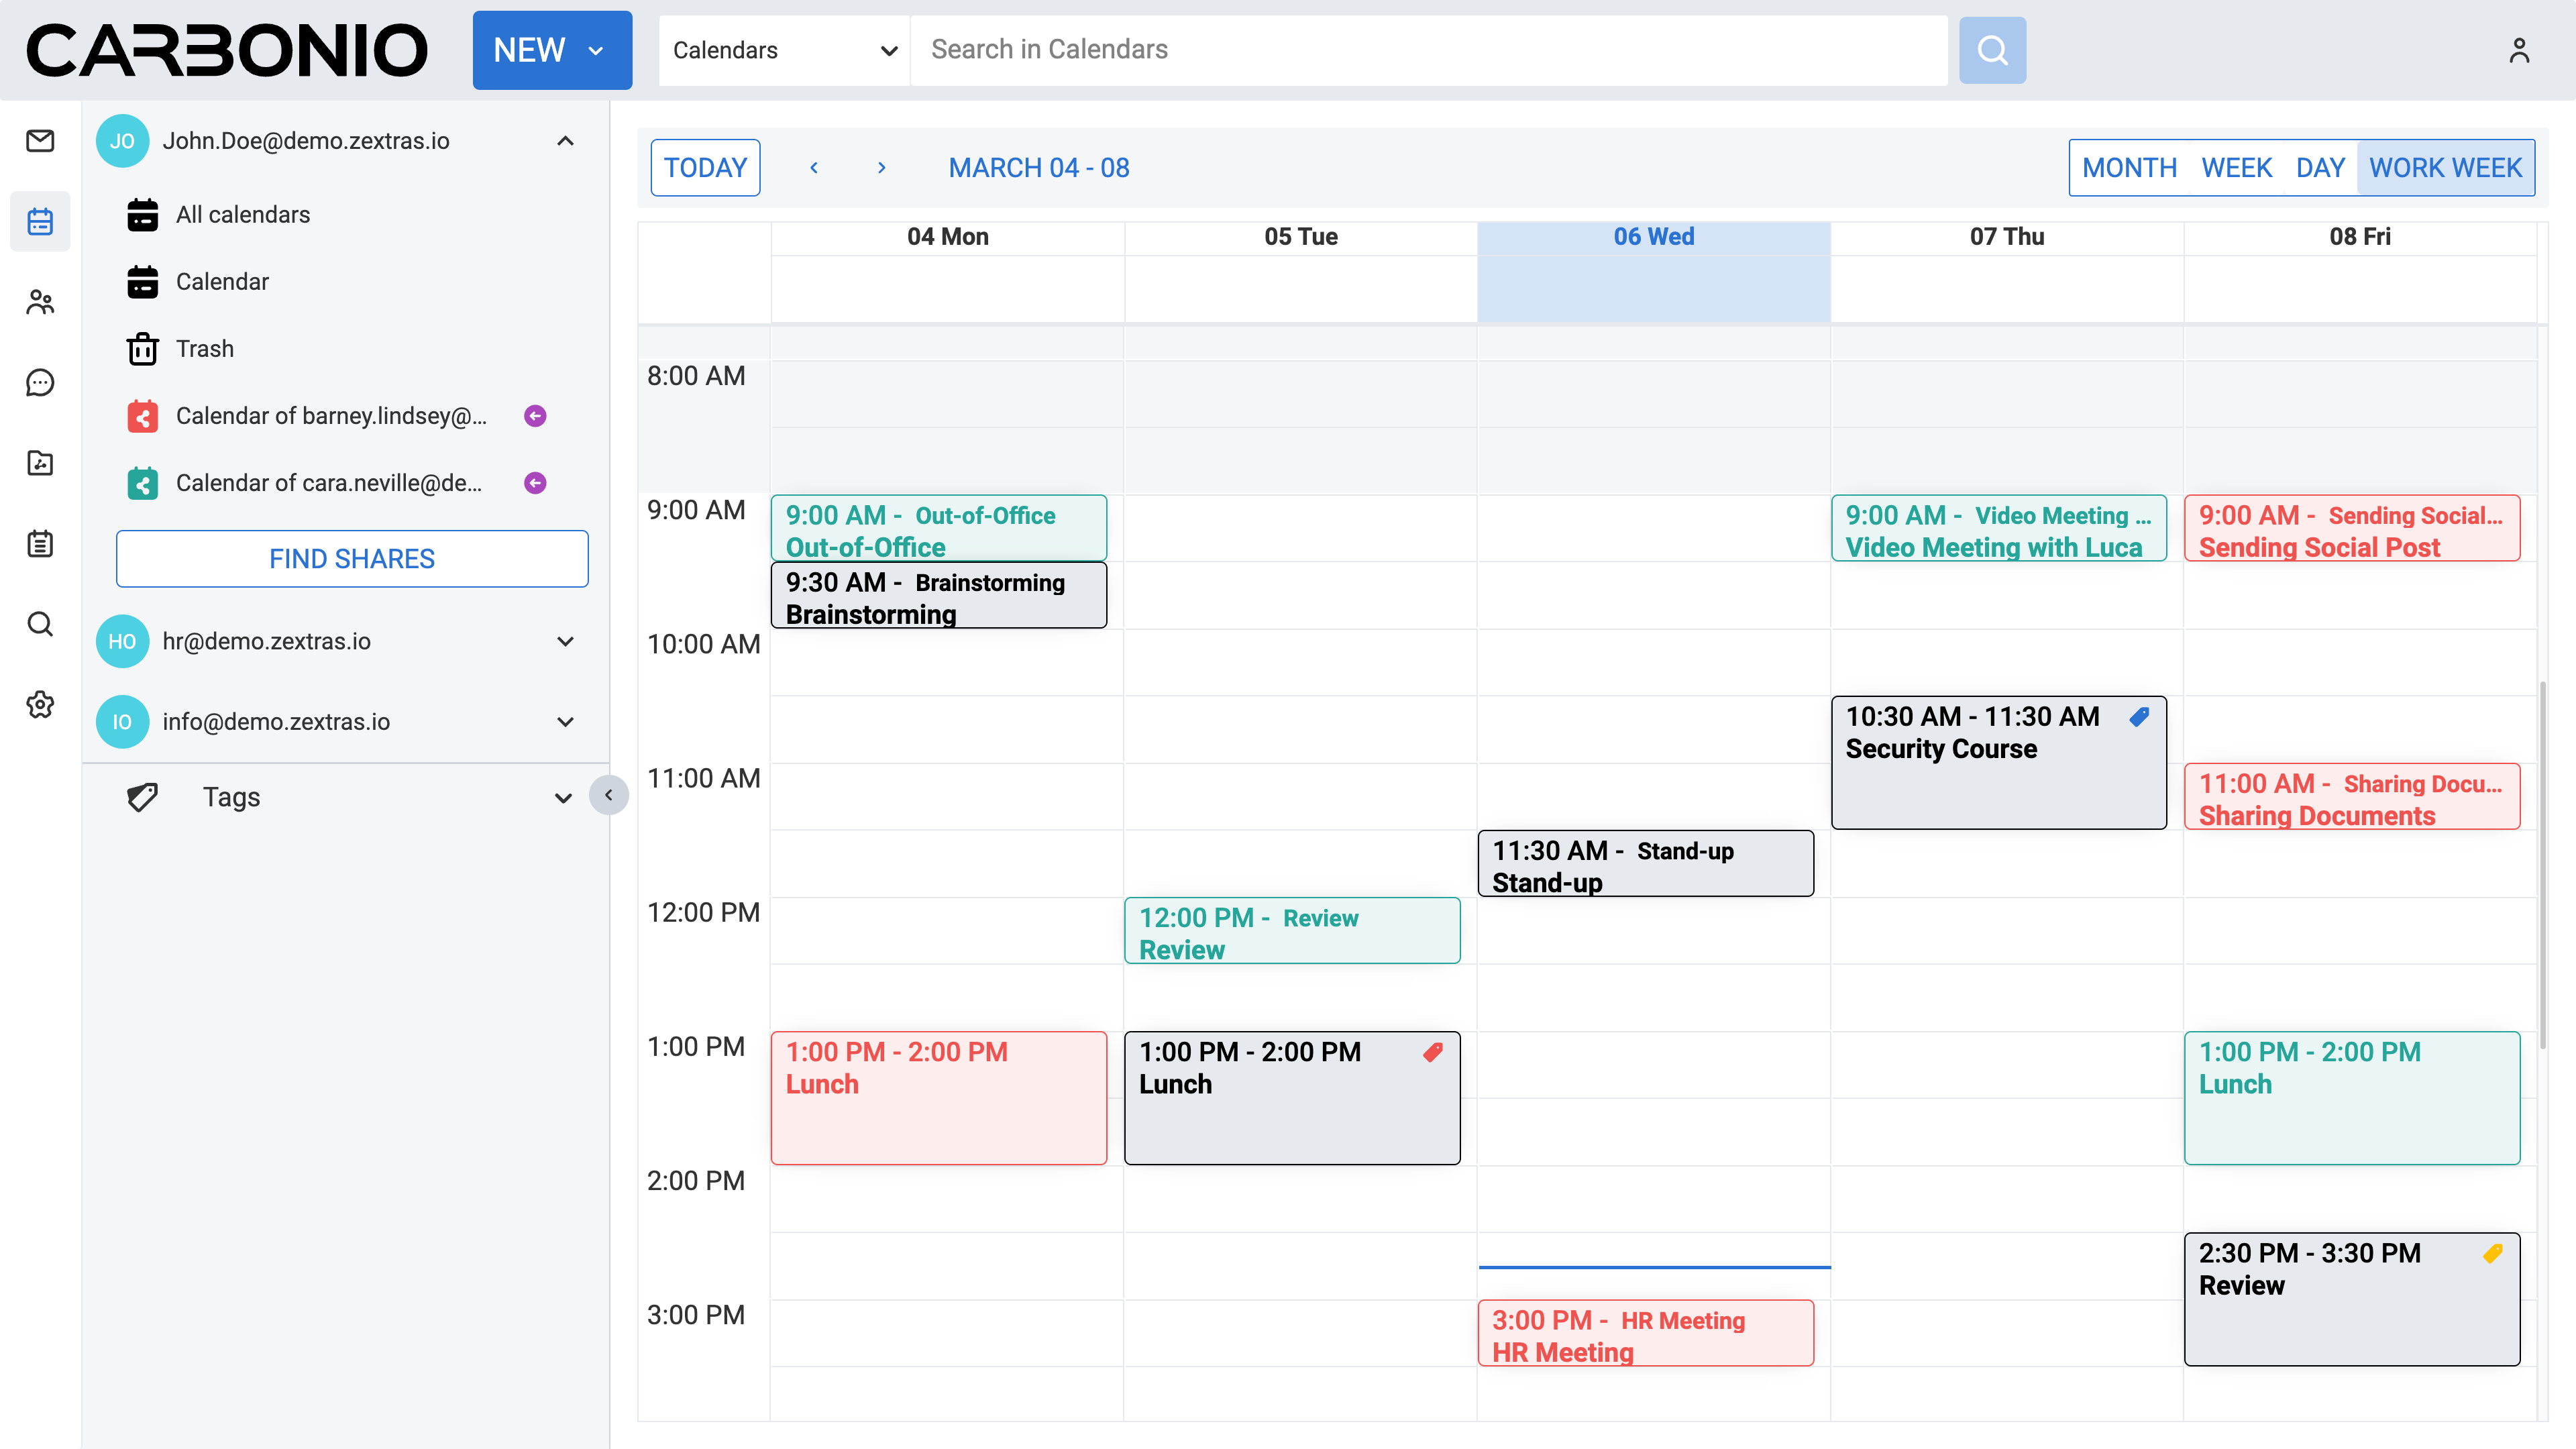 CARBONIO
NEW
Calendars
Search in Calendars
JO
John.Doe@demo.zextras.io
All calendars
Calendar
Trash
Calendar of barney.lindsey@...
Calendar of cara.neville@de...
FIND SHARES
HO
hr@demo.zextras.io
IO
info@demo.zextras.io
Tags
TODAY
MARCH 04 - 08
MONTH WEEK DAY WORK WEEK
04 Mon
05 Tue
06 Wed
07 Thu
08 Fri
8:00 AM
9:00 AM
10:00 AM
11:00 AM
12:00 PM
1:00 PM
2:00 PM
3:00 PM
9:00 AM - Out-of-Office
Out-of-Office
9:30 AM - Brainstorming
Brainstorming
1:00 PM - 2:00 PM
Lunch
12:00 PM - Review
Review
1:00 PM - 2:00 PM
Lunch
11:30 AM - Stand-up
Stand-up
3:00 PM - HR Meeting
HR Meeting
9:00 AM - Video Meeting ...
Video Meeting with Luca
10:30 AM - 11:30 AM
Security Course
9:00 AM - Sending Social...
Sending Social Post
11:00 AM - Sharing Docu...
Sharing Documents
1:00 PM - 2:00 PM
Lunch
2:30 PM - 3:30 PM
Review